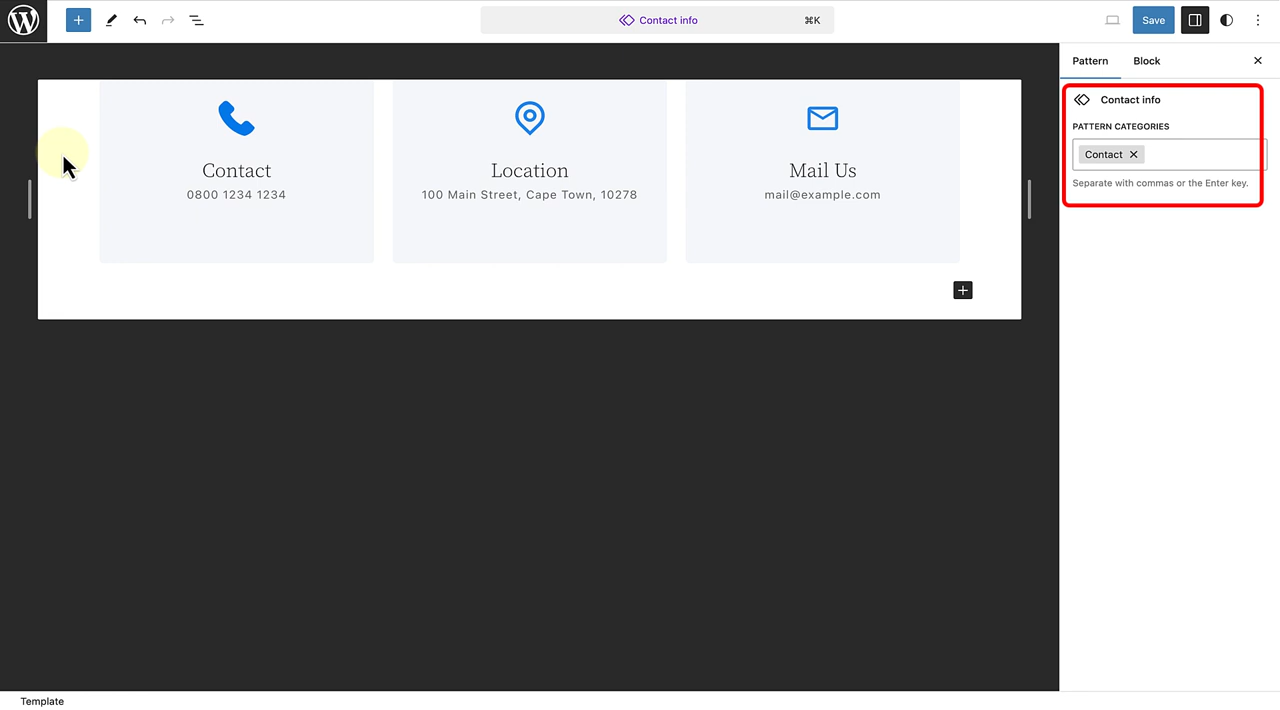 Contact info
⌘K
Save
Pattern
Block
Contact info
PATTERN CATEGORIES
Contact
Separate with commas or the Enter key.
Contact
0800 1234 1234
Location
100 Main Street, Cape Town, 10278
Mail Us
mail@example.com
Template